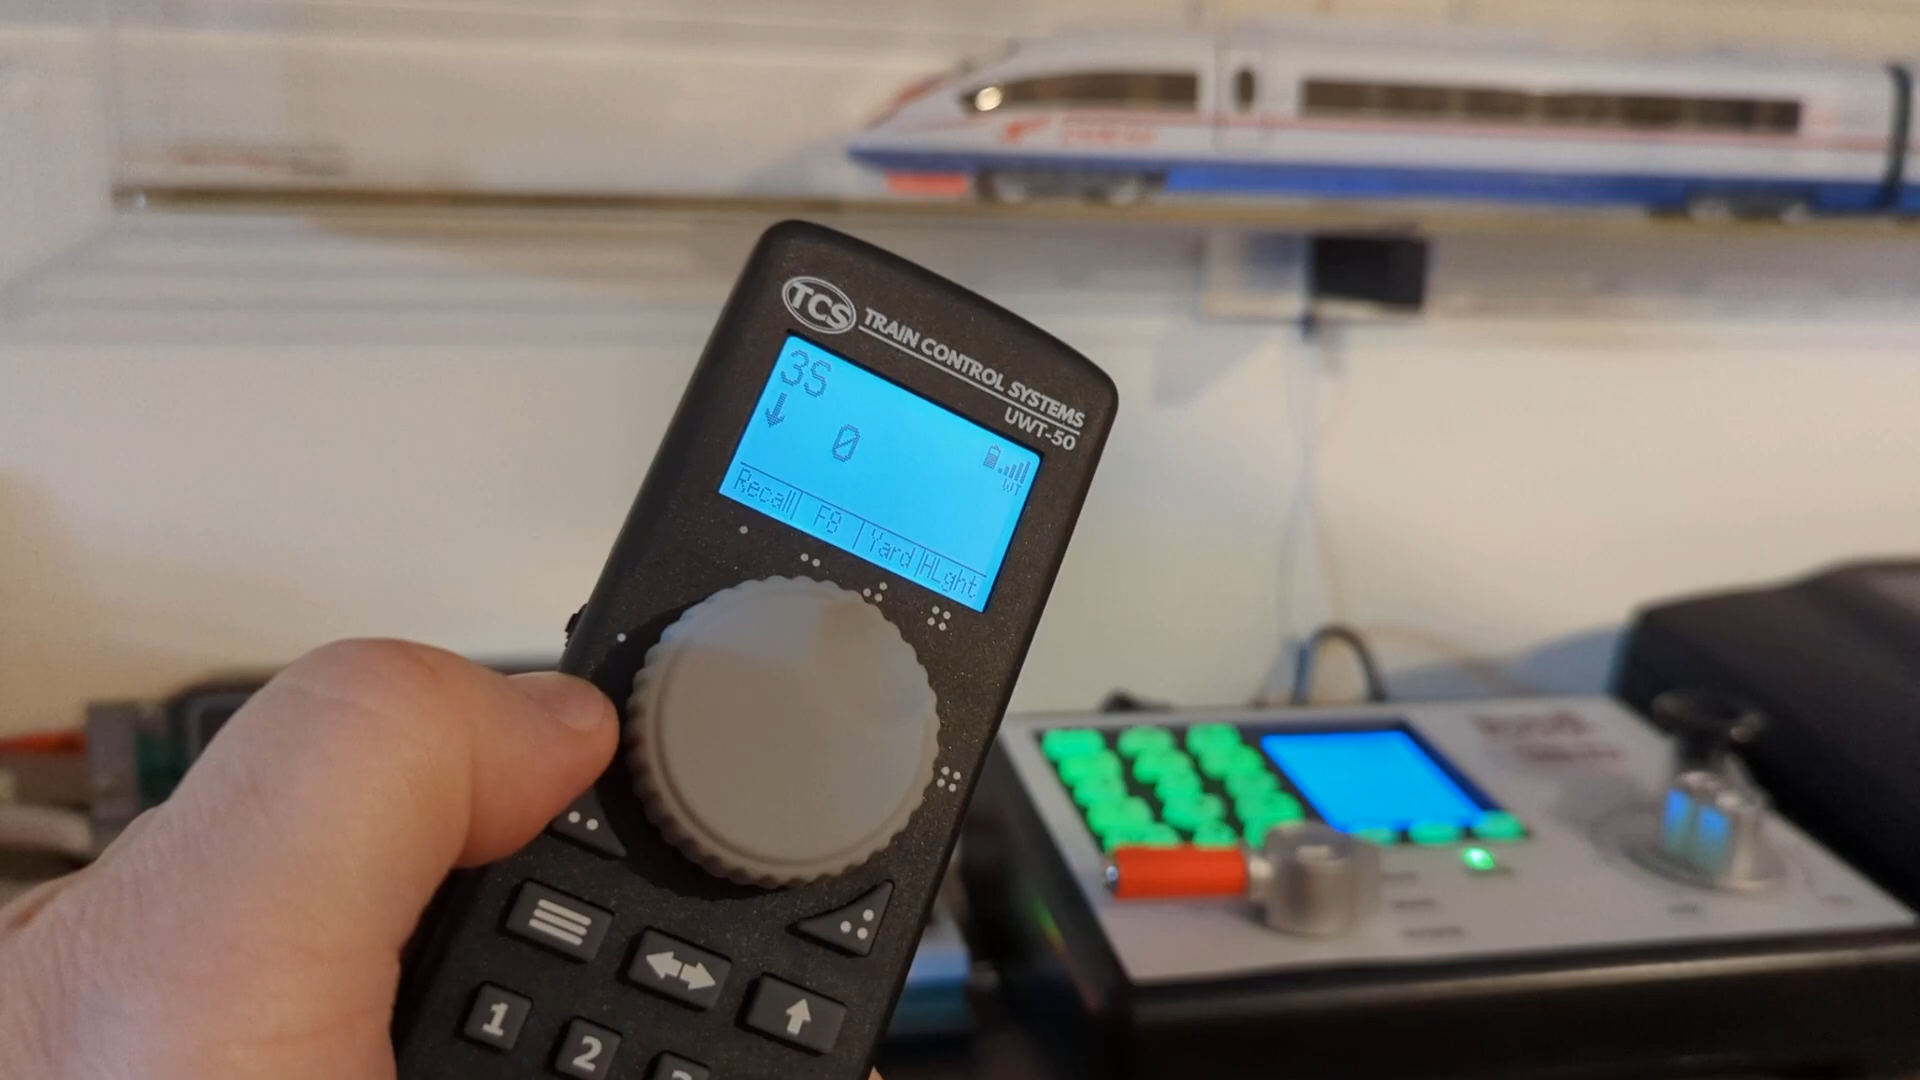 TCS TRAIN CONTROL SYSTEMS
UWT-50
3S
↓ 0
WT
Recall F8 Yard HLght
1
2